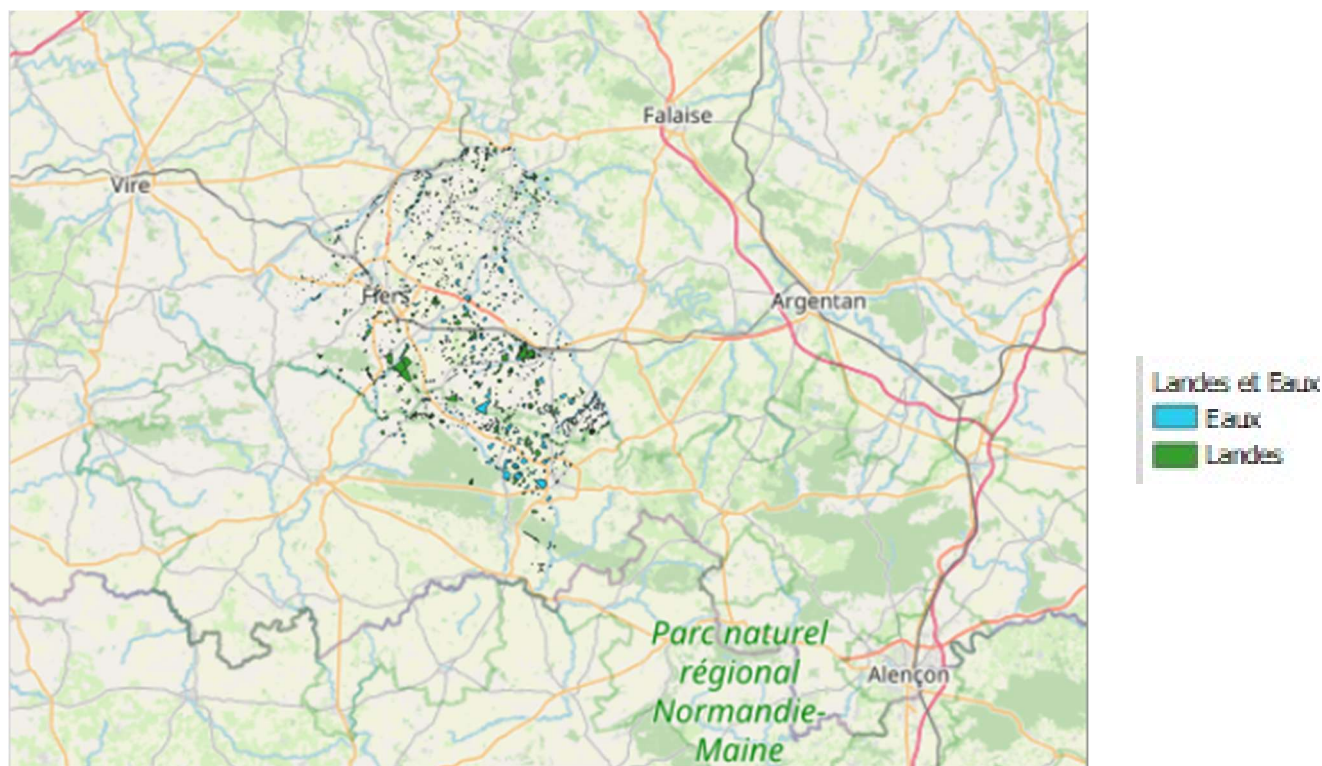 Falaise
Vire
Flers
Argentan
Landes et Eaux
Eaux
Landes
Parc naturel
régional
Normandie-
Maine
Alençon